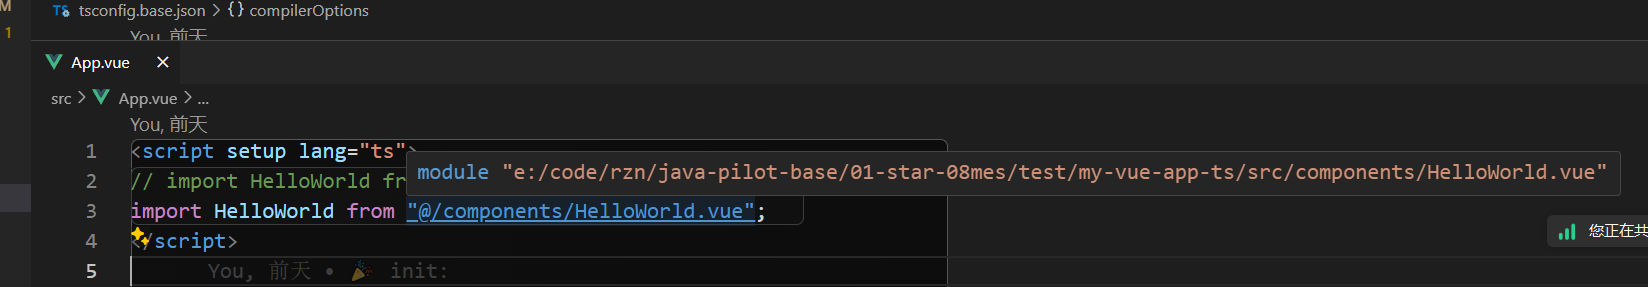 M
TS tsconfig.base.json > {} compilerOptions
1
You, 前天
App.vue ×
src > App.vue > ...
You, 前天
1 <script setup lang="ts">
module "e:/code/rzn/java-pilot-base/01-star-08mes/test/my-vue-app-ts/src/components/HelloWorld.vue"
2 // import HelloWorld fr
3 import HelloWorld from "@/components/HelloWorld.vue";
您正在共
4 </script>
5 You, 前天 • 🎉 init: